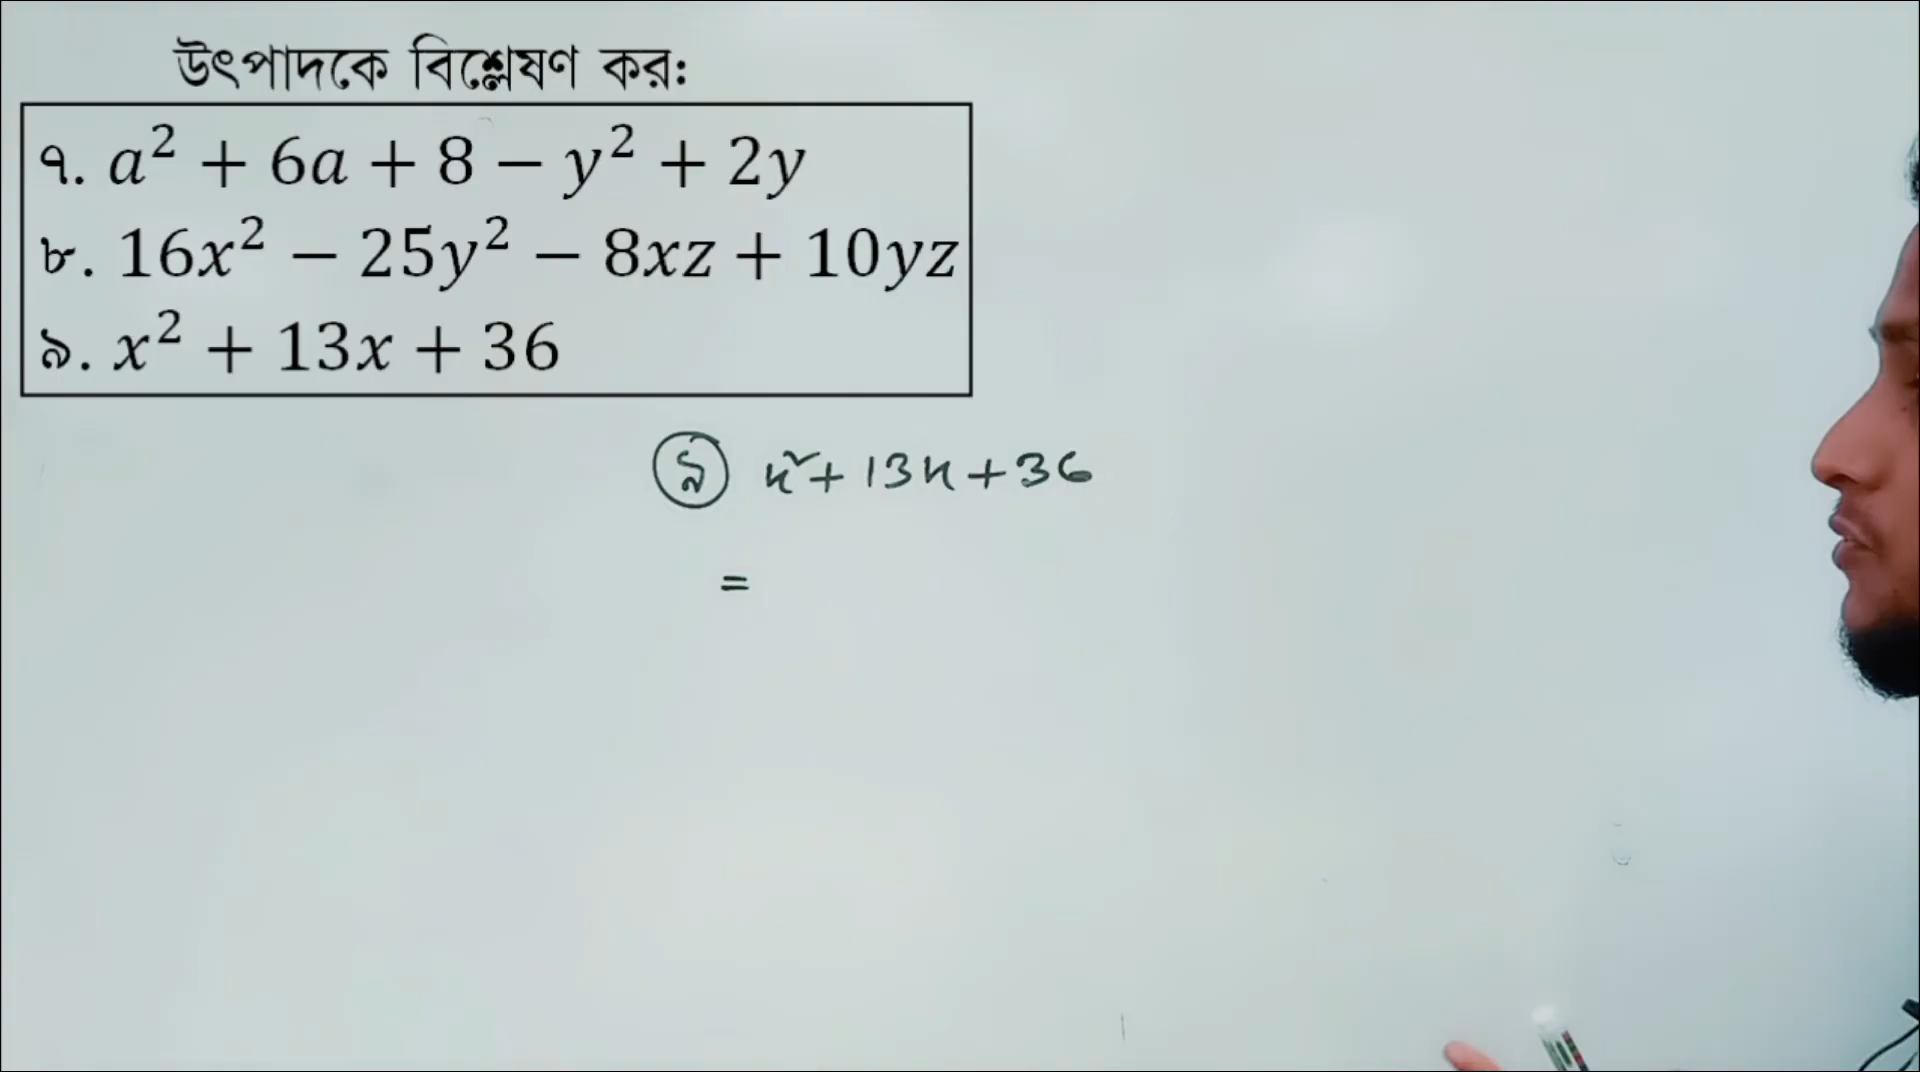 উৎপাদকে বিশ্লেষণ কর:
৭. a² + 6a + 8 − y² + 2y
৮. 16x² − 25y² − 8xz + 10yz
৯. x² + 13x + 36
৯ x² + 13x + 36
=